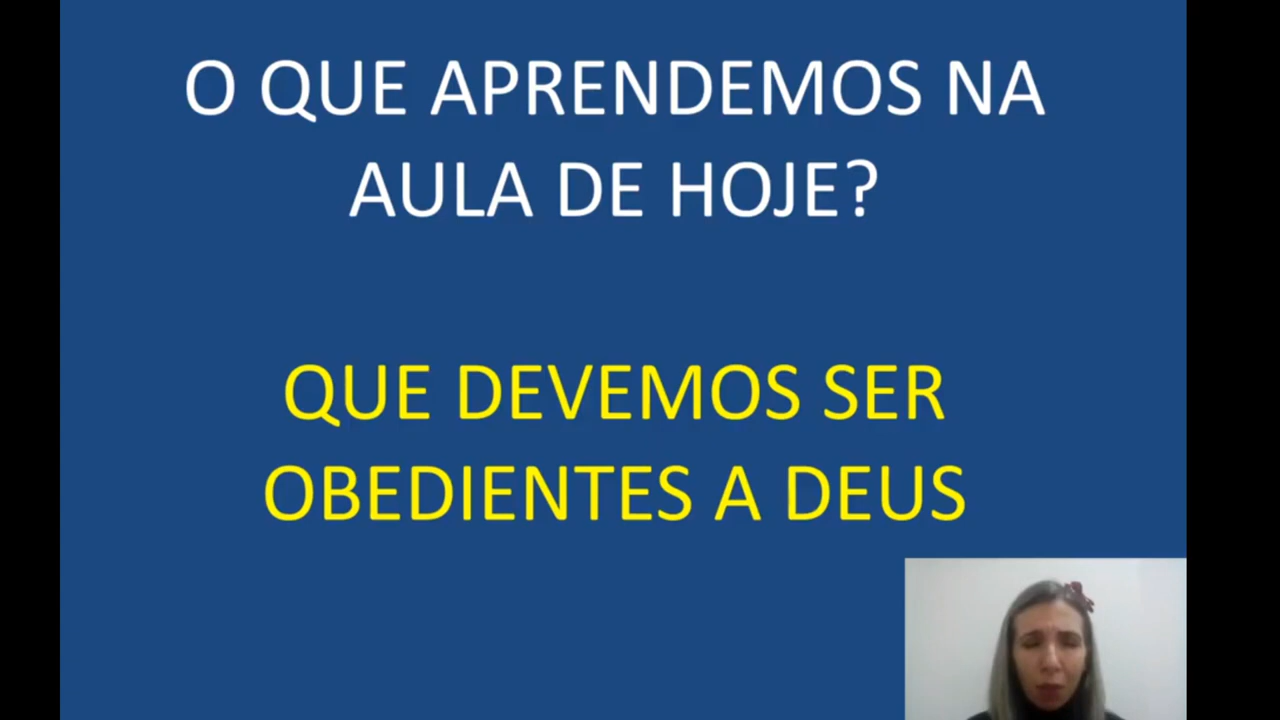 O QUE APRENDEMOS NA
AULA DE HOJE?
QUE DEVEMOS SER
OBEDIENTES A DEUS